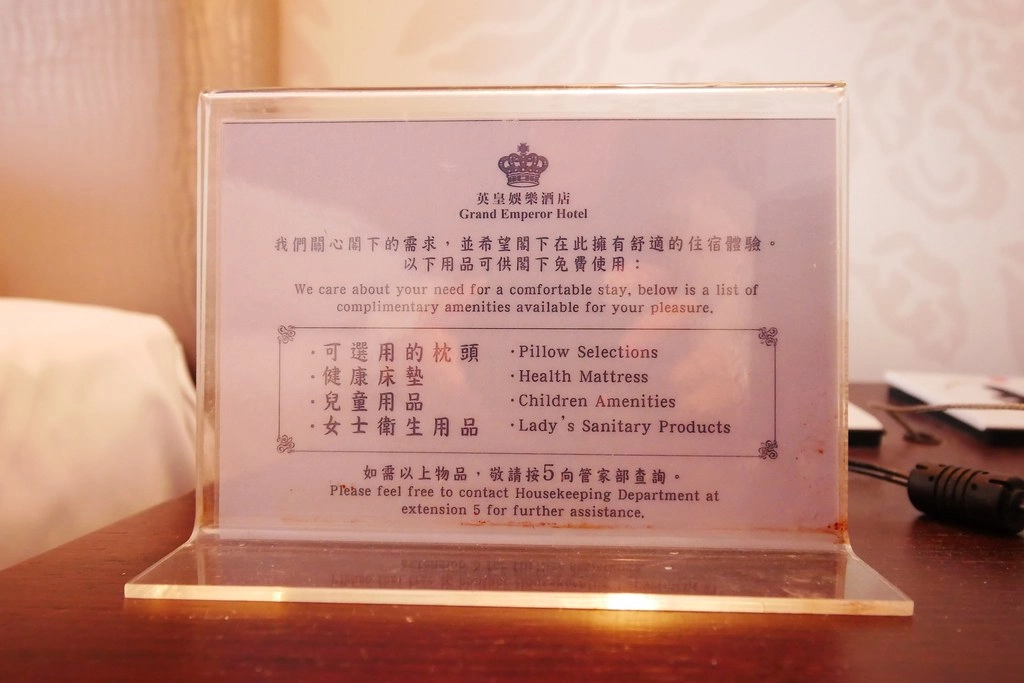 英皇娛樂酒店
Grand Emperor Hotel
我們關心閣下的需求，並希望閣下在此擁有舒適的住宿體驗。
以下用品可供閣下免費使用：
We care about your need for a comfortable stay, below is a list of
complimentary amenities available for your pleasure.
·可選用的枕頭 ·Pillow Selections
·健康床墊 ·Health Mattress
·兒童用品 ·Children Amenities
·女士衛生用品 ·Lady's Sanitary Products
如需以上物品，敬請按5向管家部查詢。
Please feel free to contact Housekeeping Department at
extension 5 for further assistance.